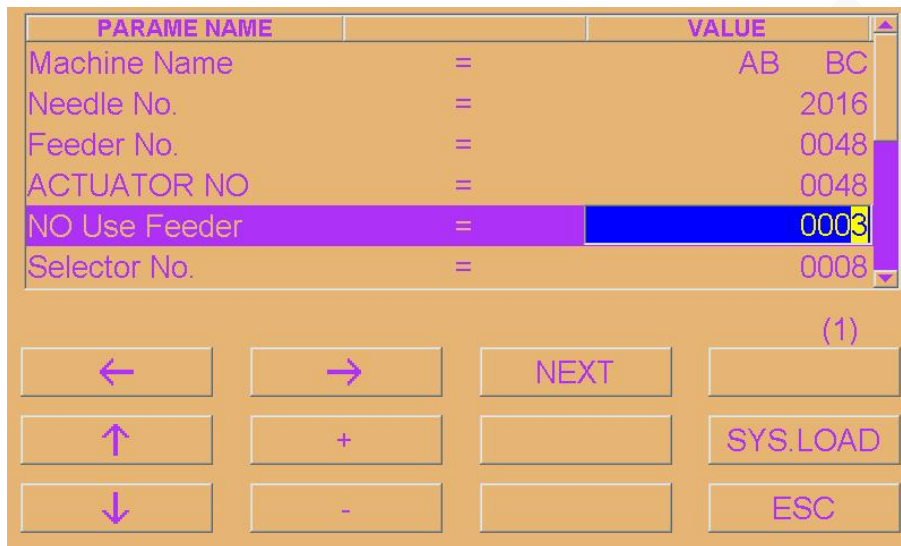 PARAME NAME VALUE
Machine Name = AB BC
Needle No. = 2016
Feeder No. = 0048
ACTUATOR NO = 0048
NO Use Feeder = 0003
Selector No. = 0008
(1)
← → NEXT
↑ + SYS.LOAD
↓ - ESC